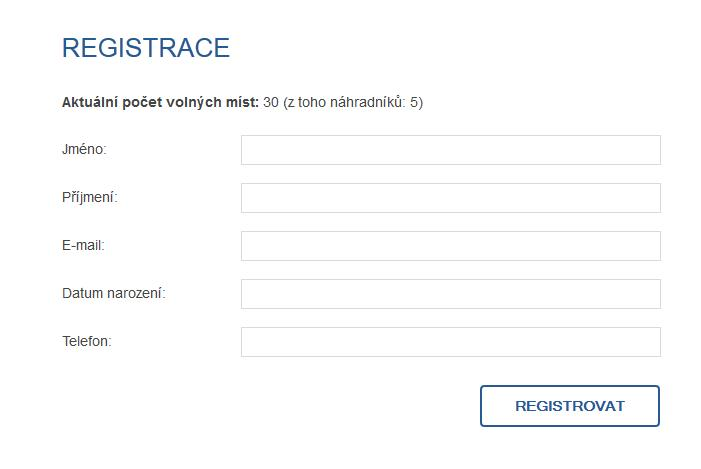 REGISTRACE
Aktuální počet volných míst: 30 (z toho náhradníků: 5)
Jméno:
Příjmení:
E-mail:
Datum narození:
Telefon:
REGISTROVAT